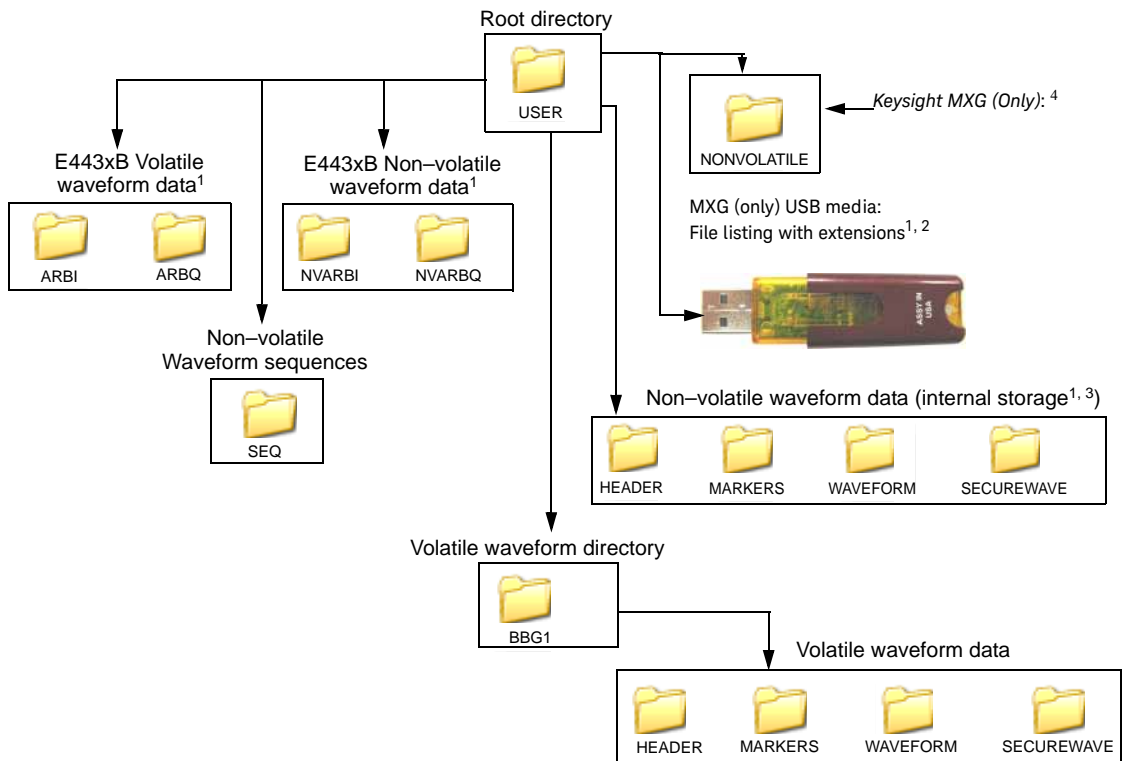 Root directory
USER
NONVOLATILE
Keysight MXG (Only): 4
E443xB Volatile
waveform data1
ARBI
ARBQ
E443xB Non–volatile
waveform data1
NVARBI
NVARBQ
MXG (only) USB media:
File listing with extensions1, 2
ASSY IN
USA
Non–volatile
Waveform sequences
SEQ
Non–volatile waveform data (internal storage1, 3)
HEADER
MARKERS
WAVEFORM
SECUREWAVE
Volatile waveform directory
BBG1
Volatile waveform data
HEADER
MARKERS
WAVEFORM
SECUREWAVE